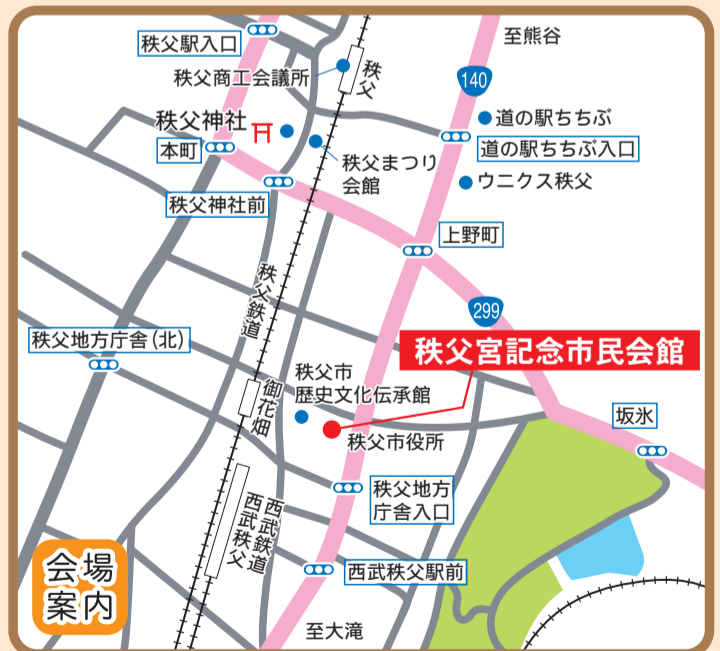 秩父駅入口
至熊谷
秩父商工会議所
秩父
140
道の駅ちちぶ
秩父神社
本町
道の駅ちちぶ入口
秩父まつり
会館
ウニクス秩父
秩父神社前
上野町
秩父鉄道
299
秩父地方庁舎(北)
秩父宮記念市民会館
秩父市
歴史文化伝承館
御花畑
坂氷
秩父市役所
秩父地方
庁舎入口
西武鉄道
西武秩父
西武秩父駅前
会場
案内
至大滝